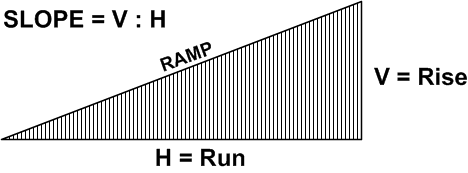 SLOPE = V : H
RAMP
V = Rise
H = Run